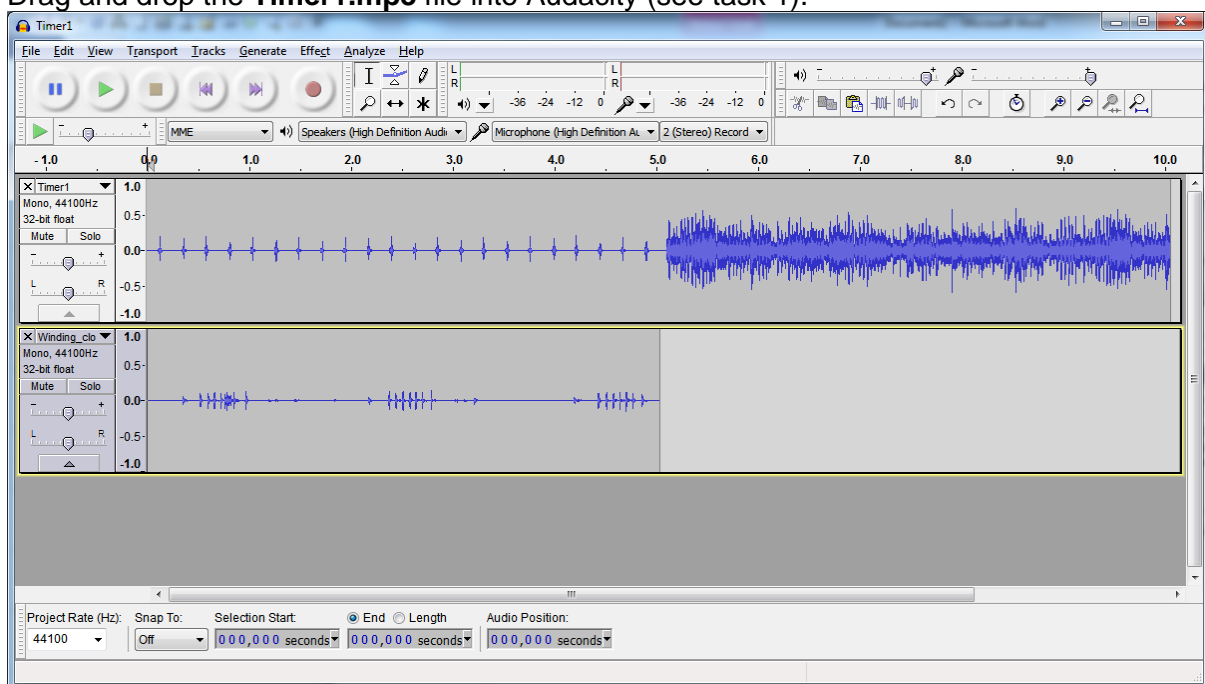 Drag and drop the Timer1.mp3 file into Audacity (see task 1).
Timer1
File Edit View Transport Tracks Generate Effect Analyze Help
L
R
L
R
-36 -24 -12 0
-36 -24 -12 0
MME
Speakers (High Definition Audi
Microphone (High Definition Au
2 (Stereo) Record
- 1.0 0.0 1.0 2.0 3.0 4.0 5.0 6.0 7.0 8.0 9.0 10.0
X Timer1
Mono, 44100Hz
32-bit float
Mute Solo
- +
L R
1.0
0.5-
0.0-
-0.5-
-1.0
X Winding_clo
Mono, 44100Hz
32-bit float
Mute Solo
- +
L R
1.0
0.5-
0.0-
-0.5-
-1.0
Project Rate (Hz): Snap To: Selection Start: End Length Audio Position:
44100 Off 000,000 seconds 000,000 seconds 000,000 seconds